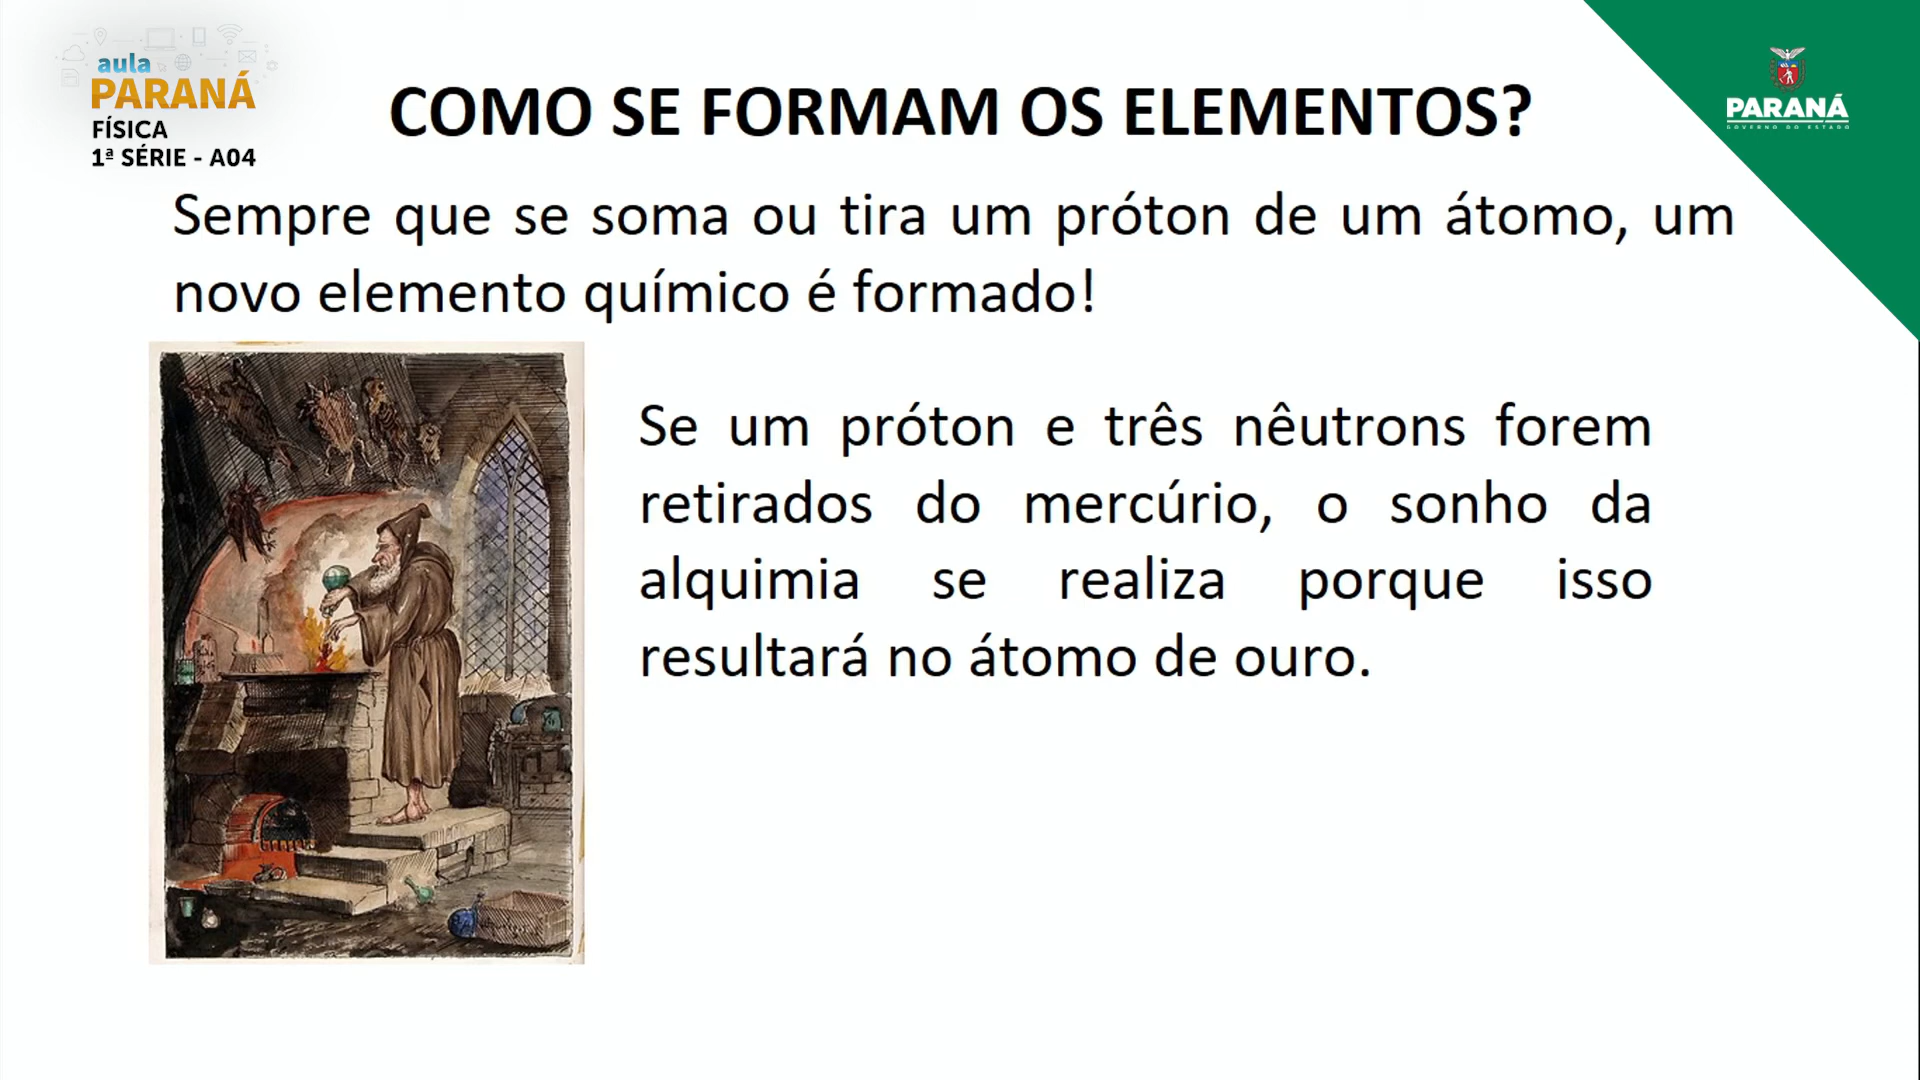 aula
PARANÁ
FÍSICA
1ª SÉRIE - A04
PARANÁ
GOVERNO DO ESTADO
COMO SE FORMAM OS ELEMENTOS?
Sempre que se soma ou tira um próton de um átomo, um
novo elemento químico é formado!
Se um próton e três nêutrons forem
retirados do mercúrio, o sonho da
alquimia se realiza porque isso
resultará no átomo de ouro.